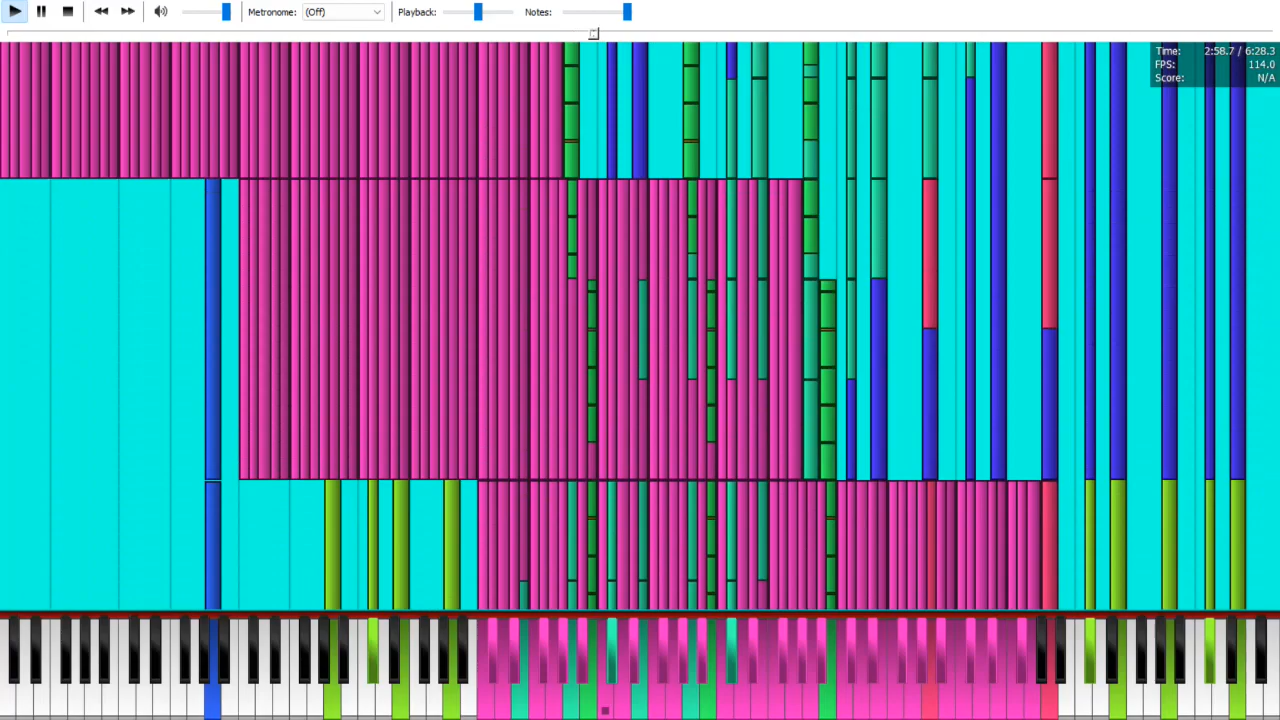 Metronome: (Off) Playback: Notes:
Time: 2:58.7 / 6:28.3
FPS: 114.0
Score: N/A